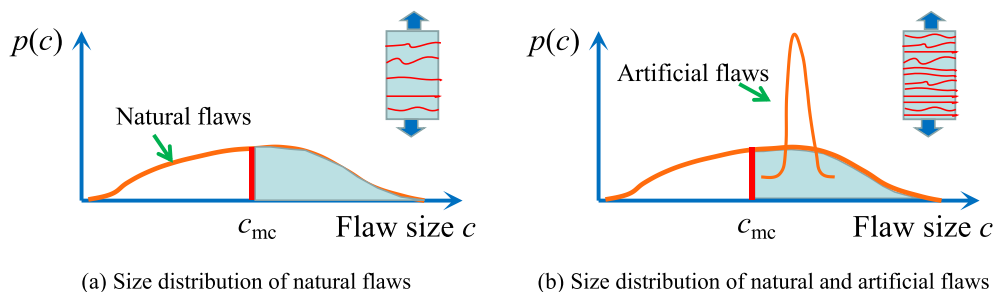 p(c)
Natural flaws
c_mc
Flaw size c
(a) Size distribution of natural flaws
p(c)
Artificial flaws
c_mc
Flaw size c
(b) Size distribution of natural and artificial flaws